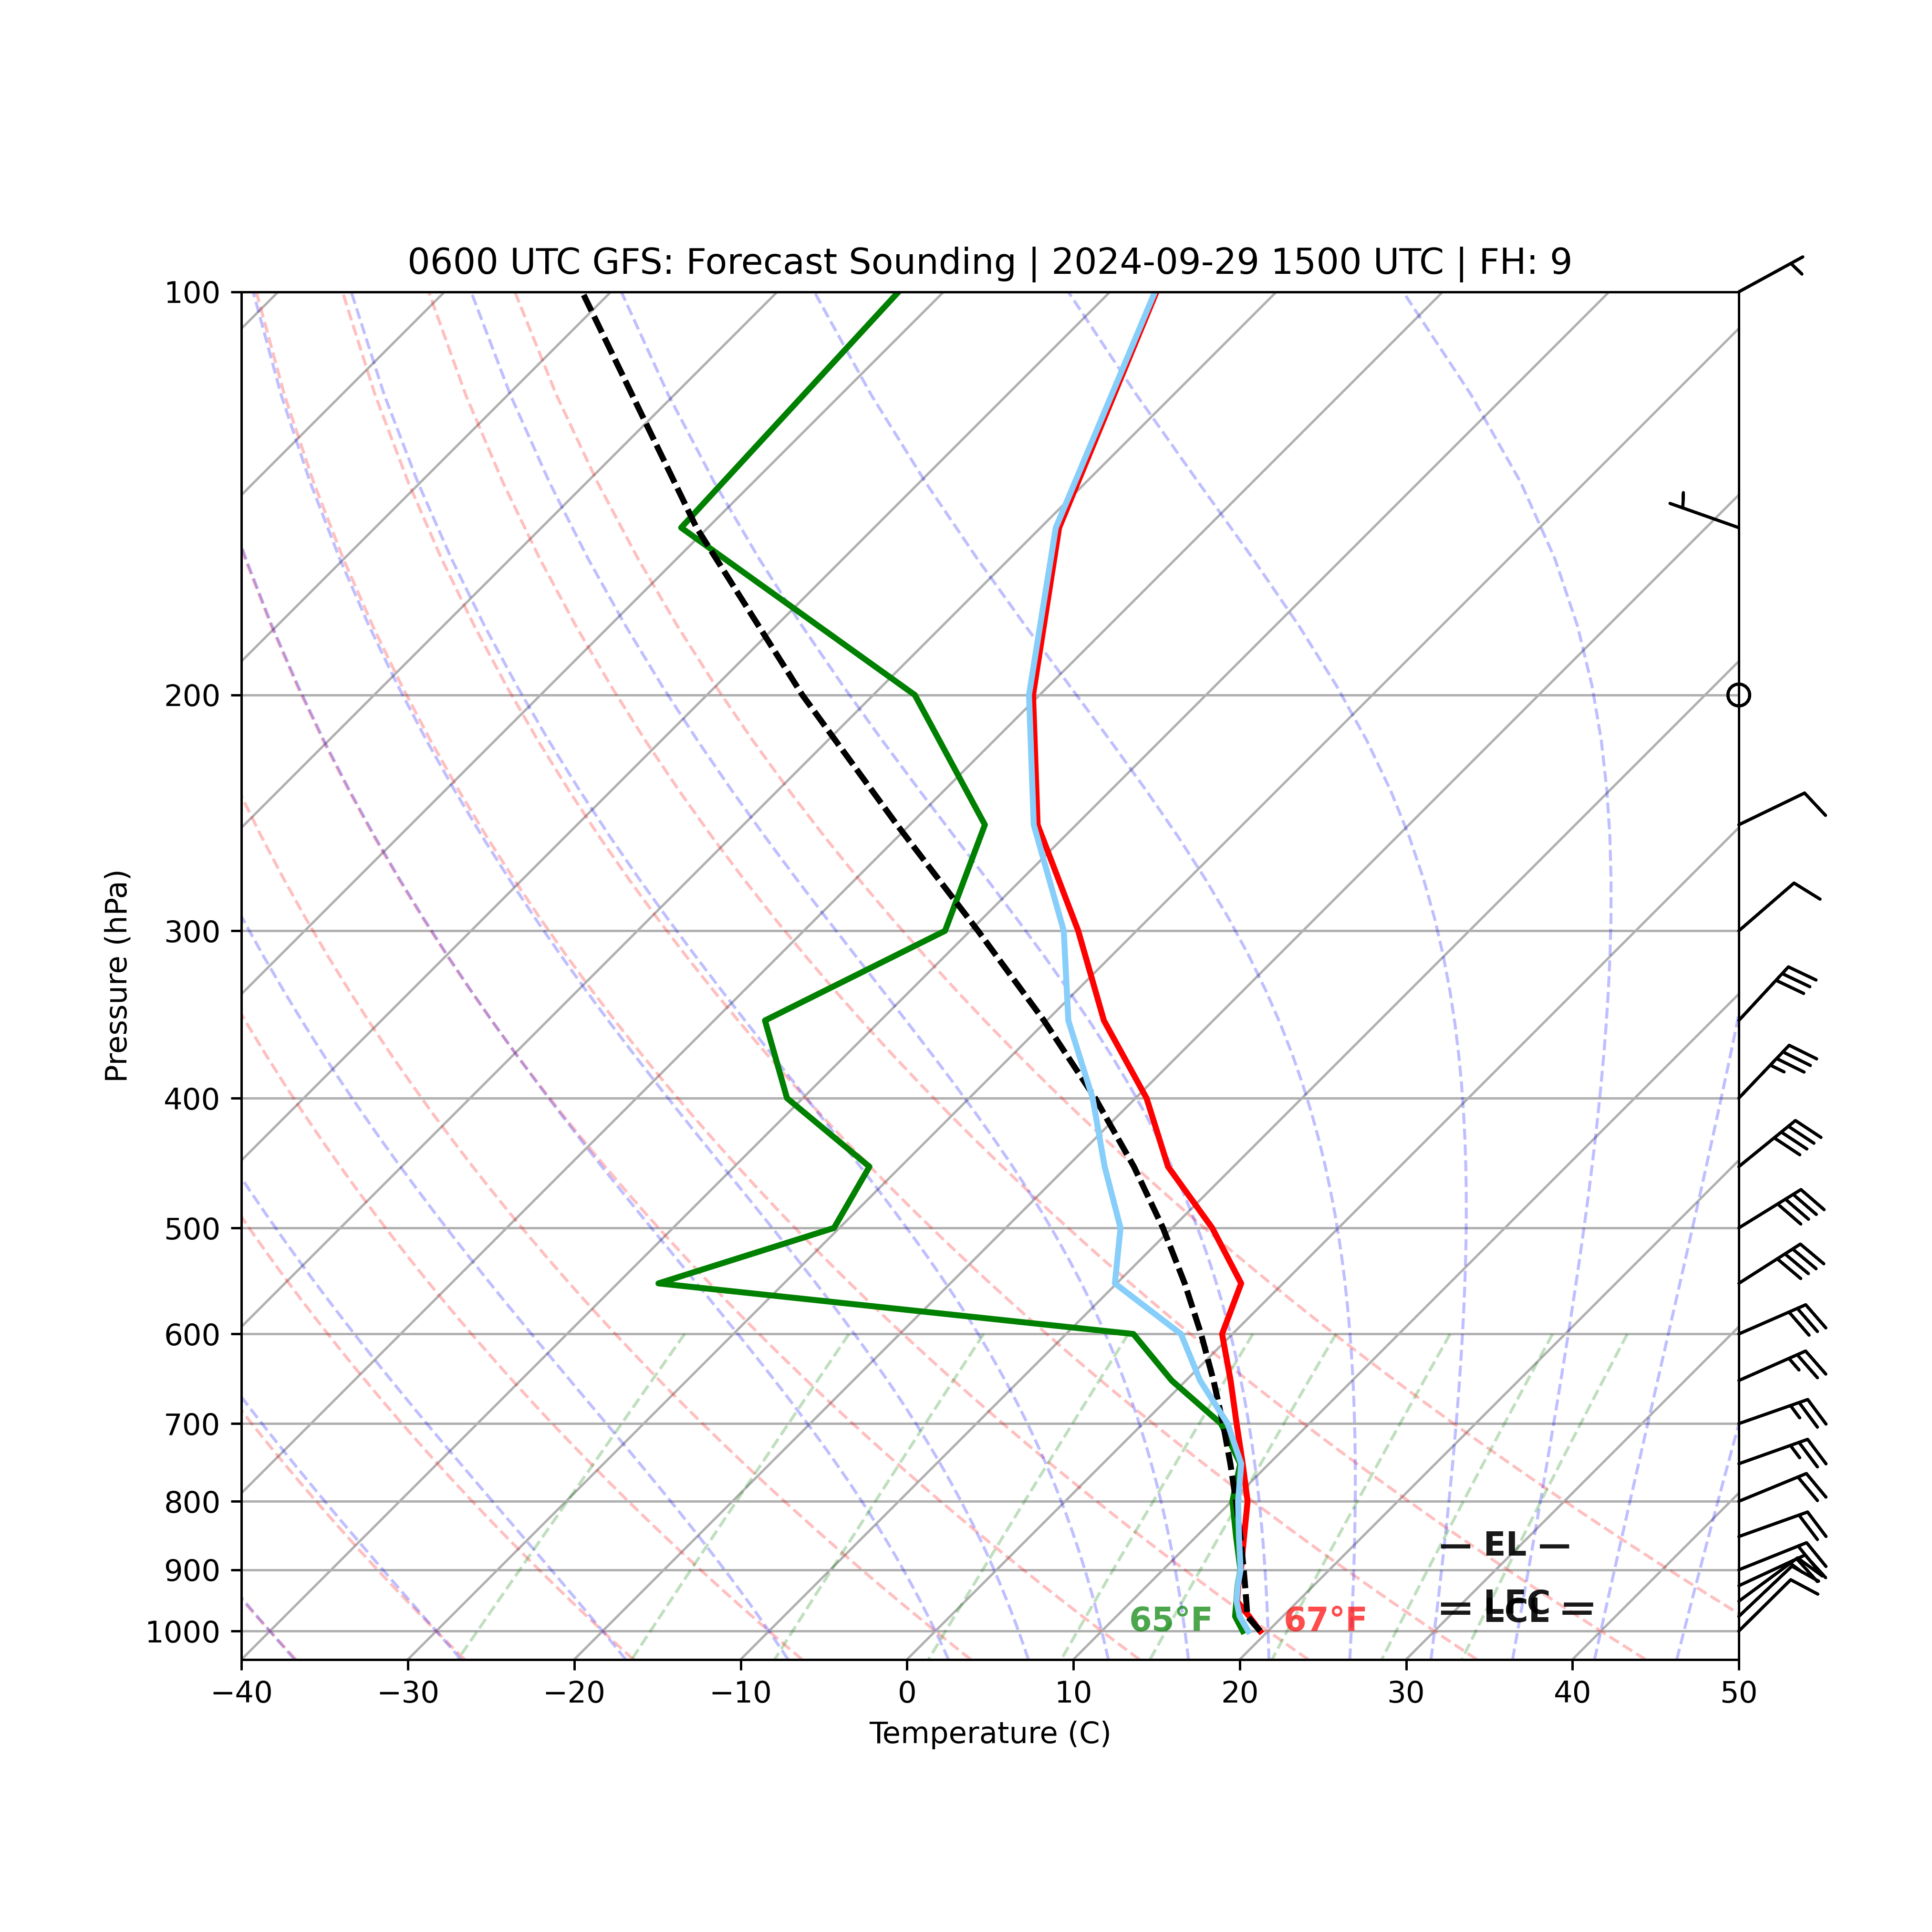 0600 UTC GFS: Forecast Sounding | 2024-09-29 1500 UTC | FH: 9
100
200
300
400
500
600
700
800
900
1000
Pressure (hPa)
— EL —
— LFC —
— LCL —
65°F
67°F
−40
−30
−20
−10
0
10
20
30
40
50
Temperature (C)